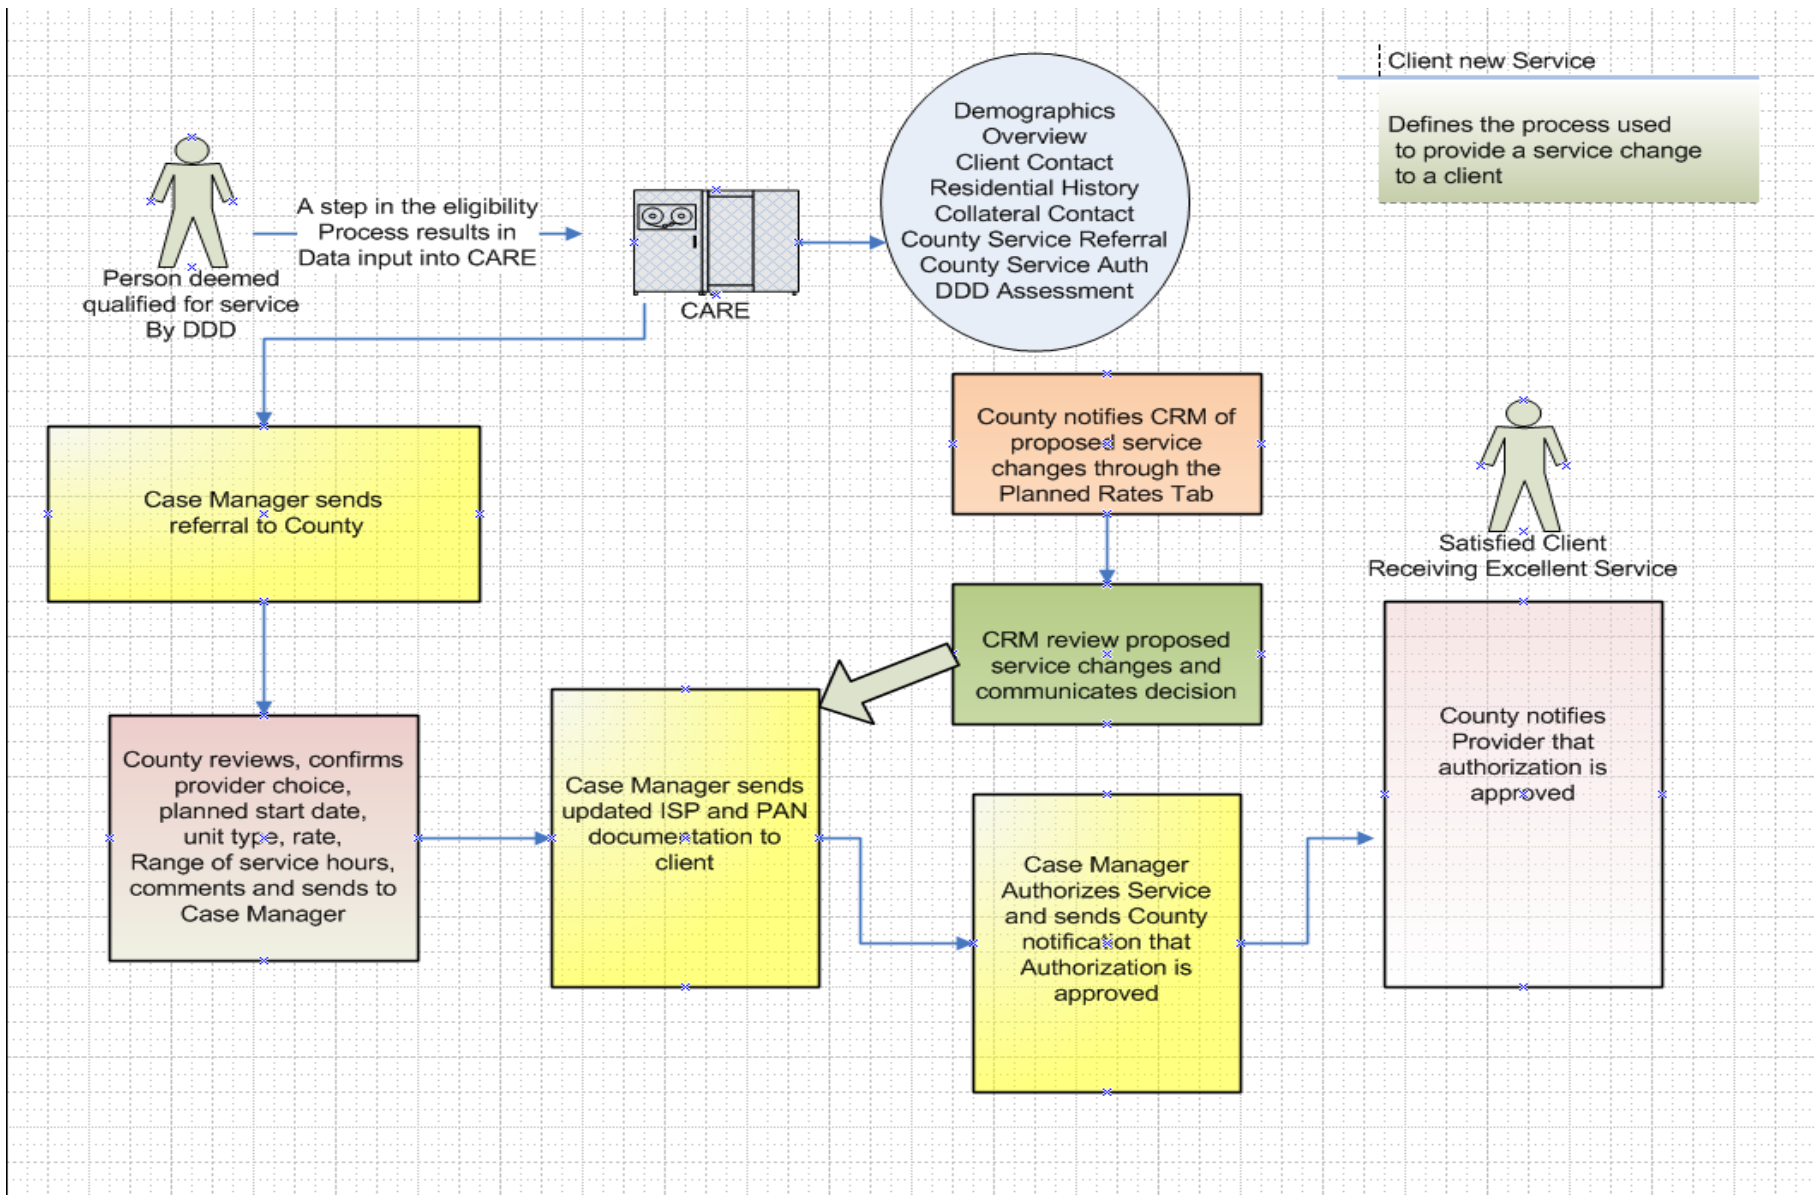 Client new Service
Defines the process used
to provide a service change
to a client
Person deemed
qualified for service
By DDD
A step in the eligibility
Process results in
Data input into CARE
CARE
Demographics
Overview
Client Contact
Residential History
Collateral Contact
County Service Referral
County Service Auth
DDD Assessment
Case Manager sends
referral to County
County reviews, confirms
provider choice,
planned start date,
unit type, rate,
Range of service hours,
comments and sends to
Case Manager
County notifies CRM of
proposed service
changes through the
Planned Rates Tab
CRM review proposed
service changes and
communicates decision
Case Manager sends
updated ISP and PAN
documentation to
client
Case Manager
Authorizes Service
and sends County
notification that
Authorization is
approved
Satisfied Client
Receiving Excellent Service
County notifies
Provider that
authorization is
approved